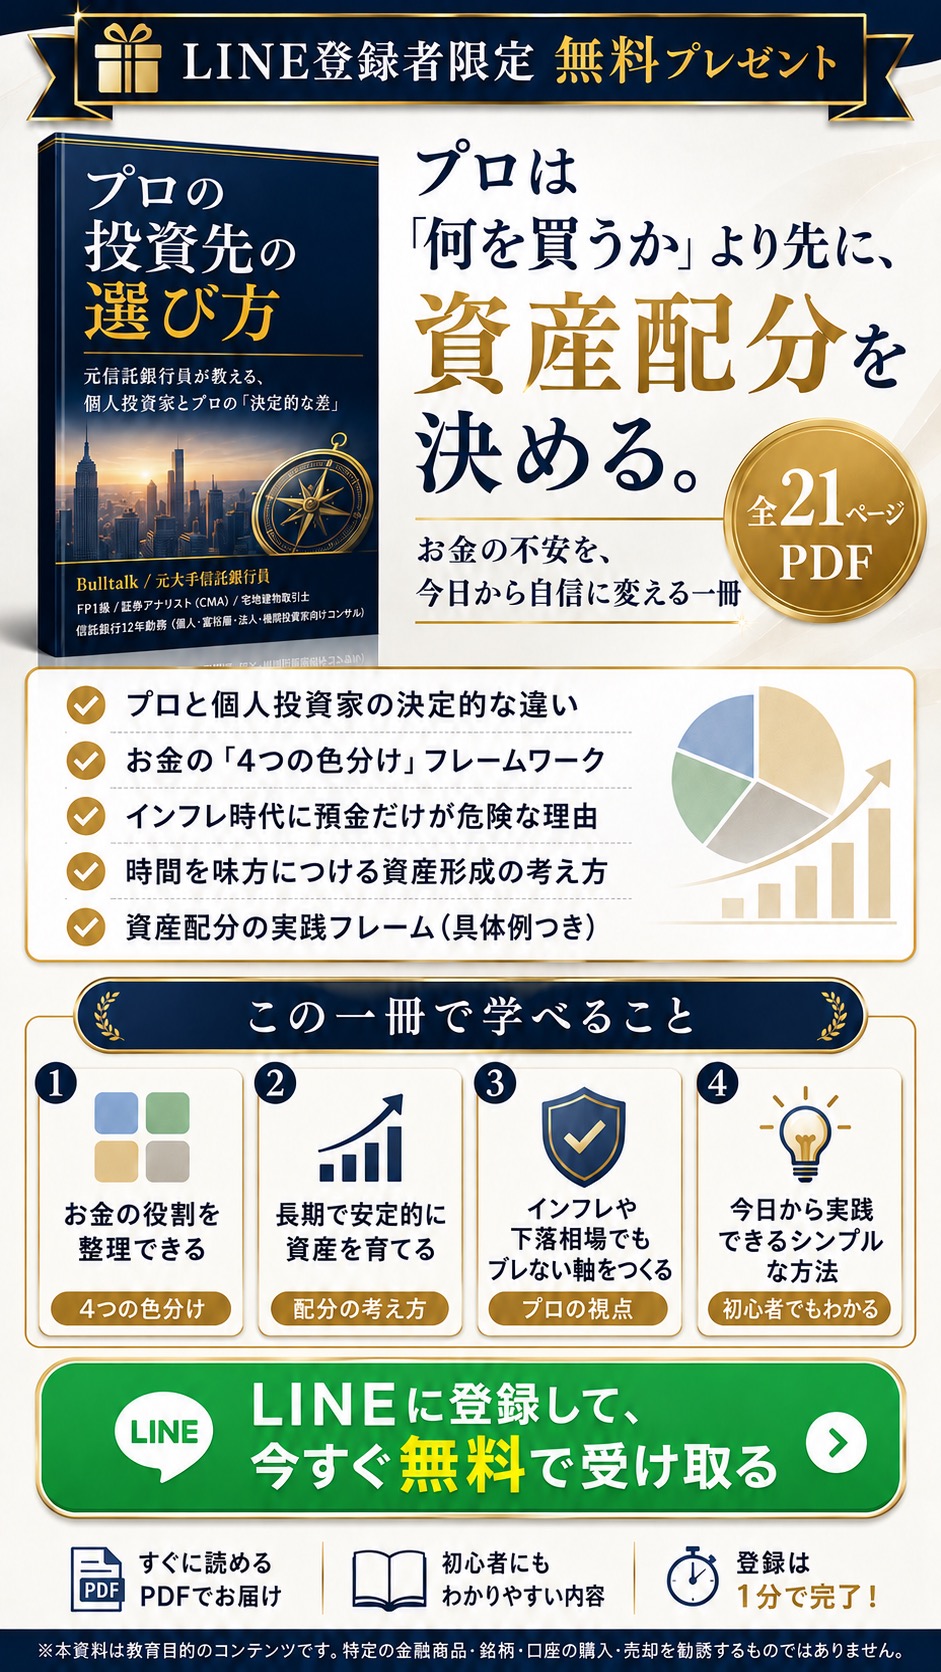 LINE登録者限定 無料プレゼント
プロの
投資先の
選び方
元信託銀行員が教える、
個人投資家とプロの「決定的な差」
Bulltalk / 元大手信託銀行員
FP1級 / 証券アナリスト(CMA) / 宅地建物取引士
信託銀行12年勤務(個人・富裕層・法人・機関投資家向けコンサル)
プロは
「何を買うか」より先に、
資産配分を
決める。
お金の不安を、
今日から自信に変える一冊
全21ページ
PDF
プロと個人投資家の決定的な違い
お金の「4つの色分け」フレームワーク
インフレ時代に預金だけが危険な理由
時間を味方につける資産形成の考え方
資産配分の実践フレーム(具体例つき)
この一冊で学べること
1
お金の役割を
整理できる
4つの色分け
2
長期で安定的に
資産を育てる
配分の考え方
3
インフレや
下落相場でも
ブレない軸をつくる
プロの視点
4
今日から実践
できるシンプル
な方法
初心者でもわかる
LINE
LINEに登録して、
今すぐ無料で受け取る
PDF
すぐに読める
PDFでお届け
初心者にも
わかりやすい内容
登録は
1分で完了!
※本資料は教育目的のコンテンツです。特定の金融商品・銘柄・口座の購入・売却を勧誘するものではありません。